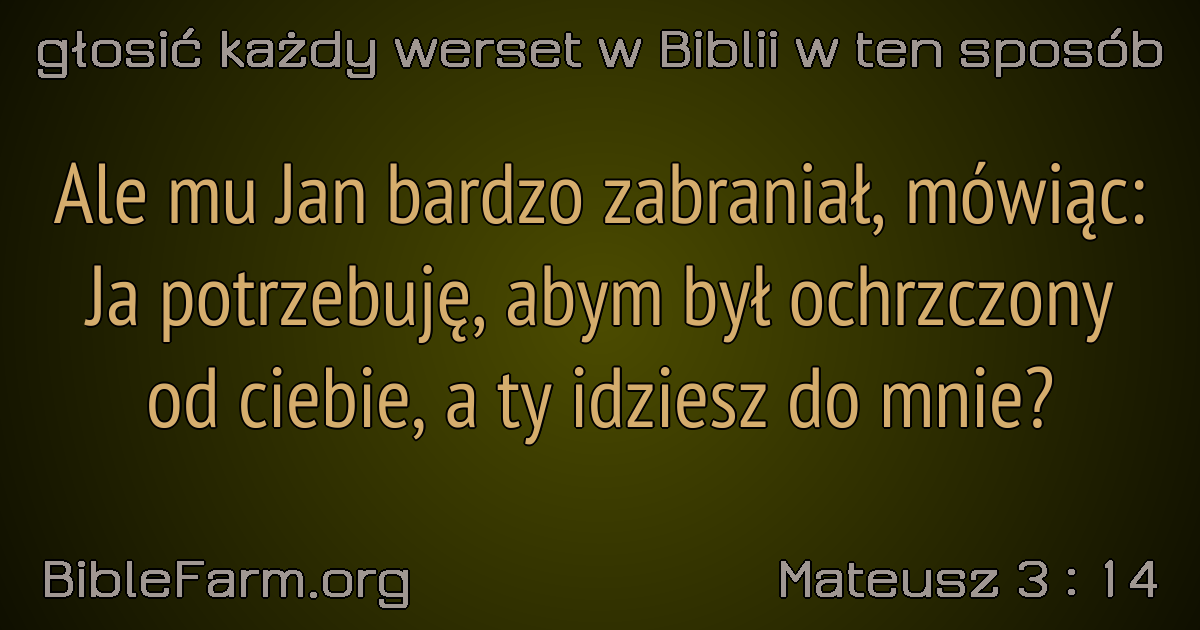 głosić każdy werset w Biblii w ten sposób
Ale mu Jan bardzo zabraniał, mówiąc:
Ja potrzebuję, abym był ochrzczony
od ciebie, a ty idziesz do mnie?
BibleFarm.org
Mateusz 3 : 14